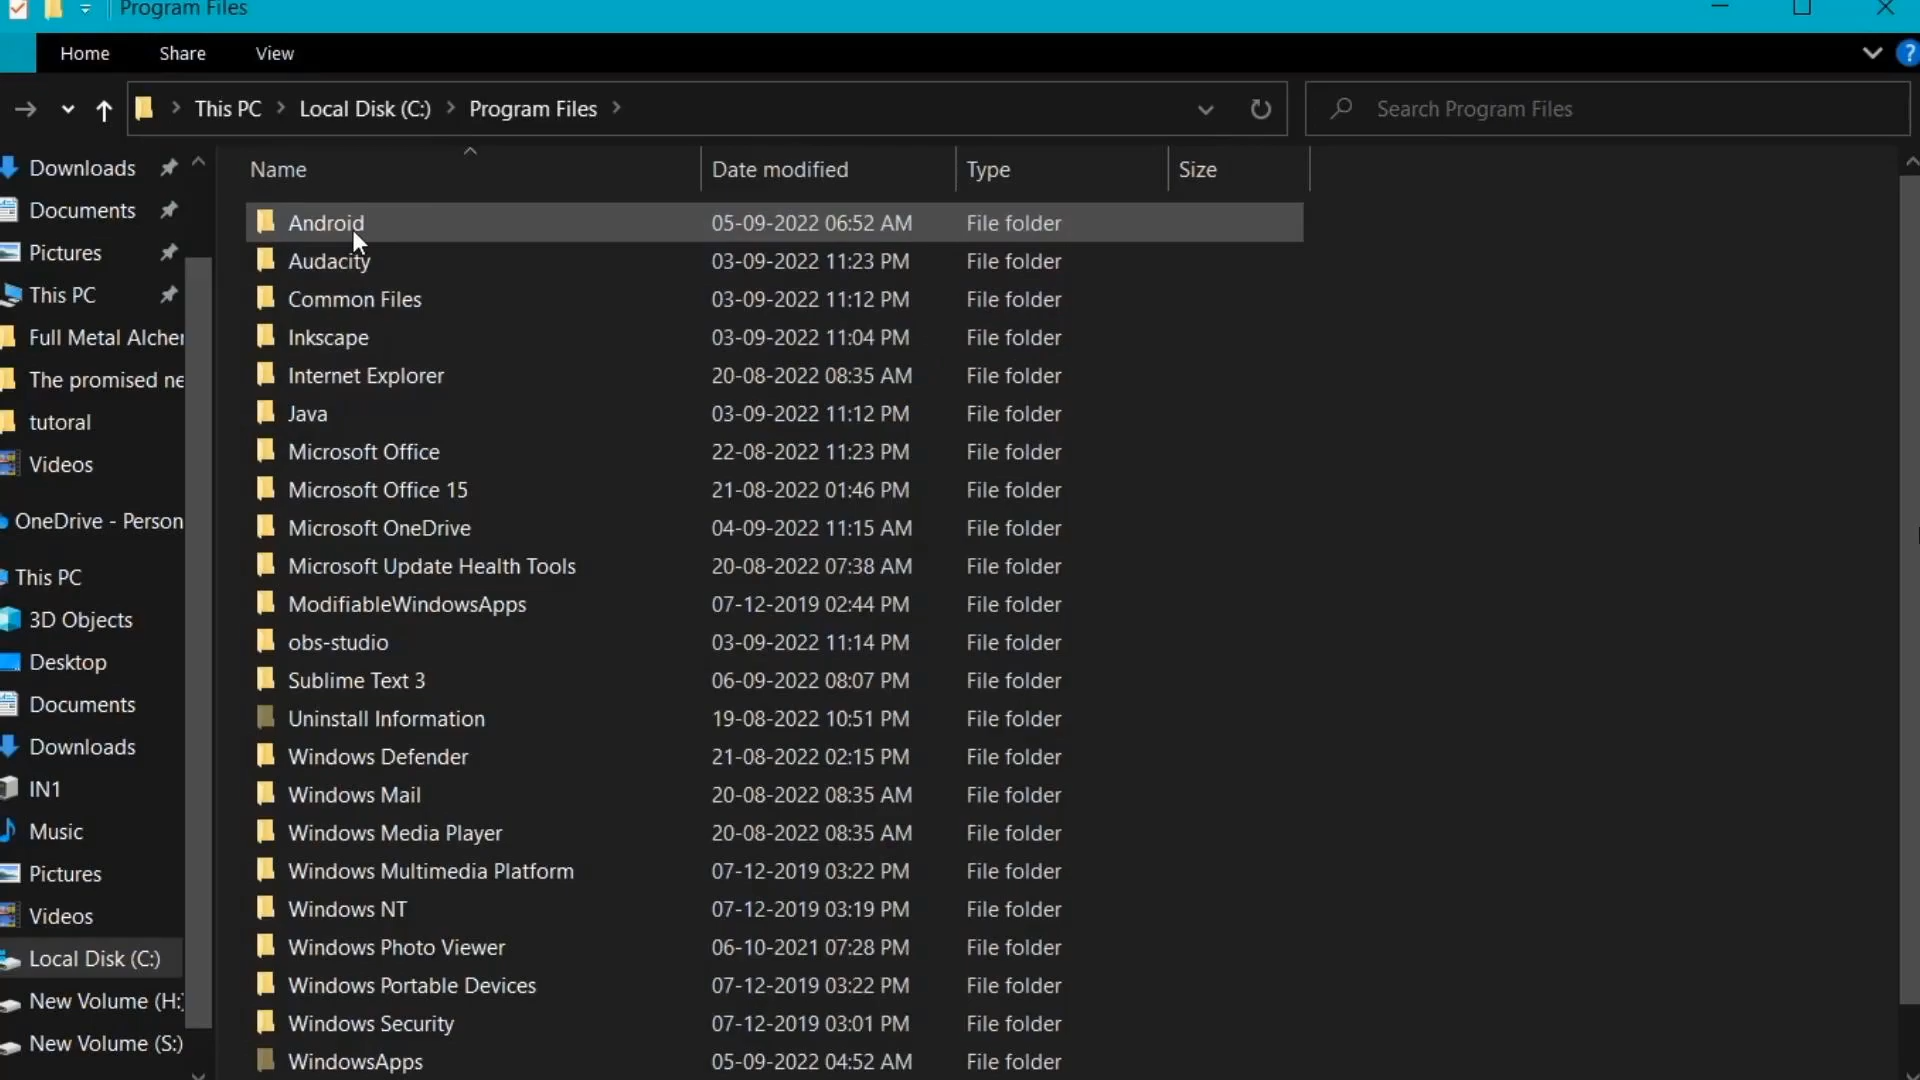 Program Files
Home Share View
?
This PC Local Disk (C:) Program Files
Search Program Files
Name Date modified Type Size
Downloads
Documents
Pictures
This PC
Full Metal Alcher
The promised ne
tutoral
Videos
OneDrive - Person
This PC
3D Objects
Desktop
Documents
Downloads
IN1
Music
Pictures
Videos
Local Disk (C:)
New Volume (H:)
New Volume (S:)
Android 05-09-2022 06:52 AM File folder
Audacity 03-09-2022 11:23 PM File folder
Common Files 03-09-2022 11:12 PM File folder
Inkscape 03-09-2022 11:04 PM File folder
Internet Explorer 20-08-2022 08:35 AM File folder
Java 03-09-2022 11:12 PM File folder
Microsoft Office 22-08-2022 11:23 PM File folder
Microsoft Office 15 21-08-2022 01:46 PM File folder
Microsoft OneDrive 04-09-2022 11:15 AM File folder
Microsoft Update Health Tools 20-08-2022 07:38 AM File folder
ModifiableWindowsApps 07-12-2019 02:44 PM File folder
obs-studio 03-09-2022 11:14 PM File folder
Sublime Text 3 06-09-2022 08:07 PM File folder
Uninstall Information 19-08-2022 10:51 PM File folder
Windows Defender 21-08-2022 02:15 PM File folder
Windows Mail 20-08-2022 08:35 AM File folder
Windows Media Player 20-08-2022 08:35 AM File folder
Windows Multimedia Platform 07-12-2019 03:22 PM File folder
Windows NT 07-12-2019 03:19 PM File folder
Windows Photo Viewer 06-10-2021 07:28 PM File folder
Windows Portable Devices 07-12-2019 03:22 PM File folder
Windows Security 07-12-2019 03:01 PM File folder
WindowsApps 05-09-2022 04:52 AM File folder